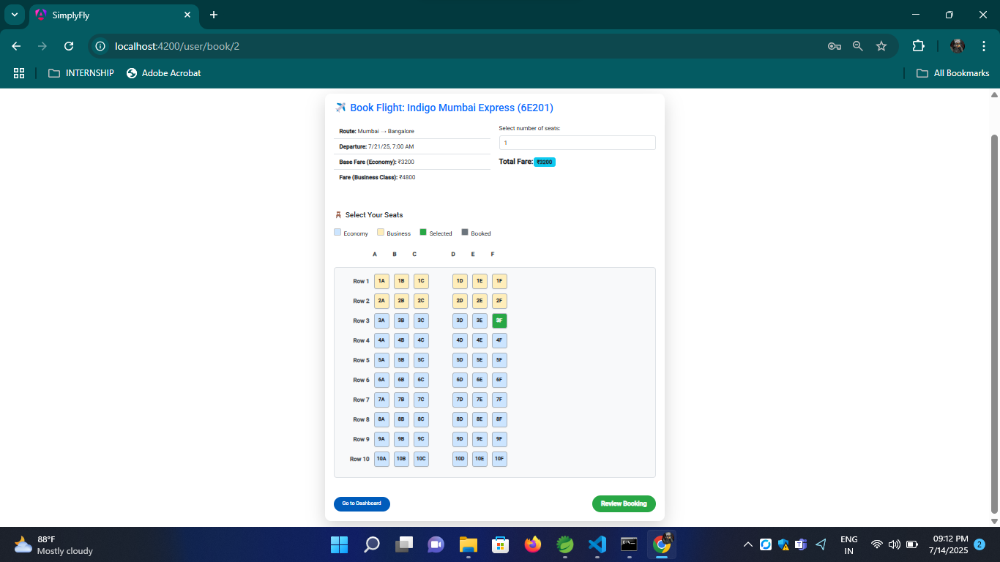 SimplyFly
localhost:4200/user/book/2
INTERNSHIP
Adobe Acrobat
All Bookmarks
Book Flight: Indigo Mumbai Express (6E201)
Route: Mumbai → Bangalore
Departure: 7/21/25, 7:00 AM
Base Fare (Economy): ₹3200
Fare (Business Class): ₹4800
Select number of seats:
1
Total Fare: ₹3200
Select Your Seats
Economy Business Selected Booked
A B C D E F
Row 1 1A 1B 1C 1D 1E 1F
Row 2 2A 2B 2C 2D 2E 2F
Row 3 3A 3B 3C 3D 3E 3F
Row 4 4A 4B 4C 4D 4E 4F
Row 5 5A 5B 5C 5D 5E 5F
Row 6 6A 6B 6C 6D 6E 6F
Row 7 7A 7B 7C 7D 7E 7F
Row 8 8A 8B 8C 8D 8E 8F
Row 9 9A 9B 9C 9D 9E 9F
Row 10 10A 10B 10C 10D 10E 10F
Go to Dashboard
Review Booking
88°F
Mostly cloudy
ENG
IN
09:12 PM
7/14/2025
2